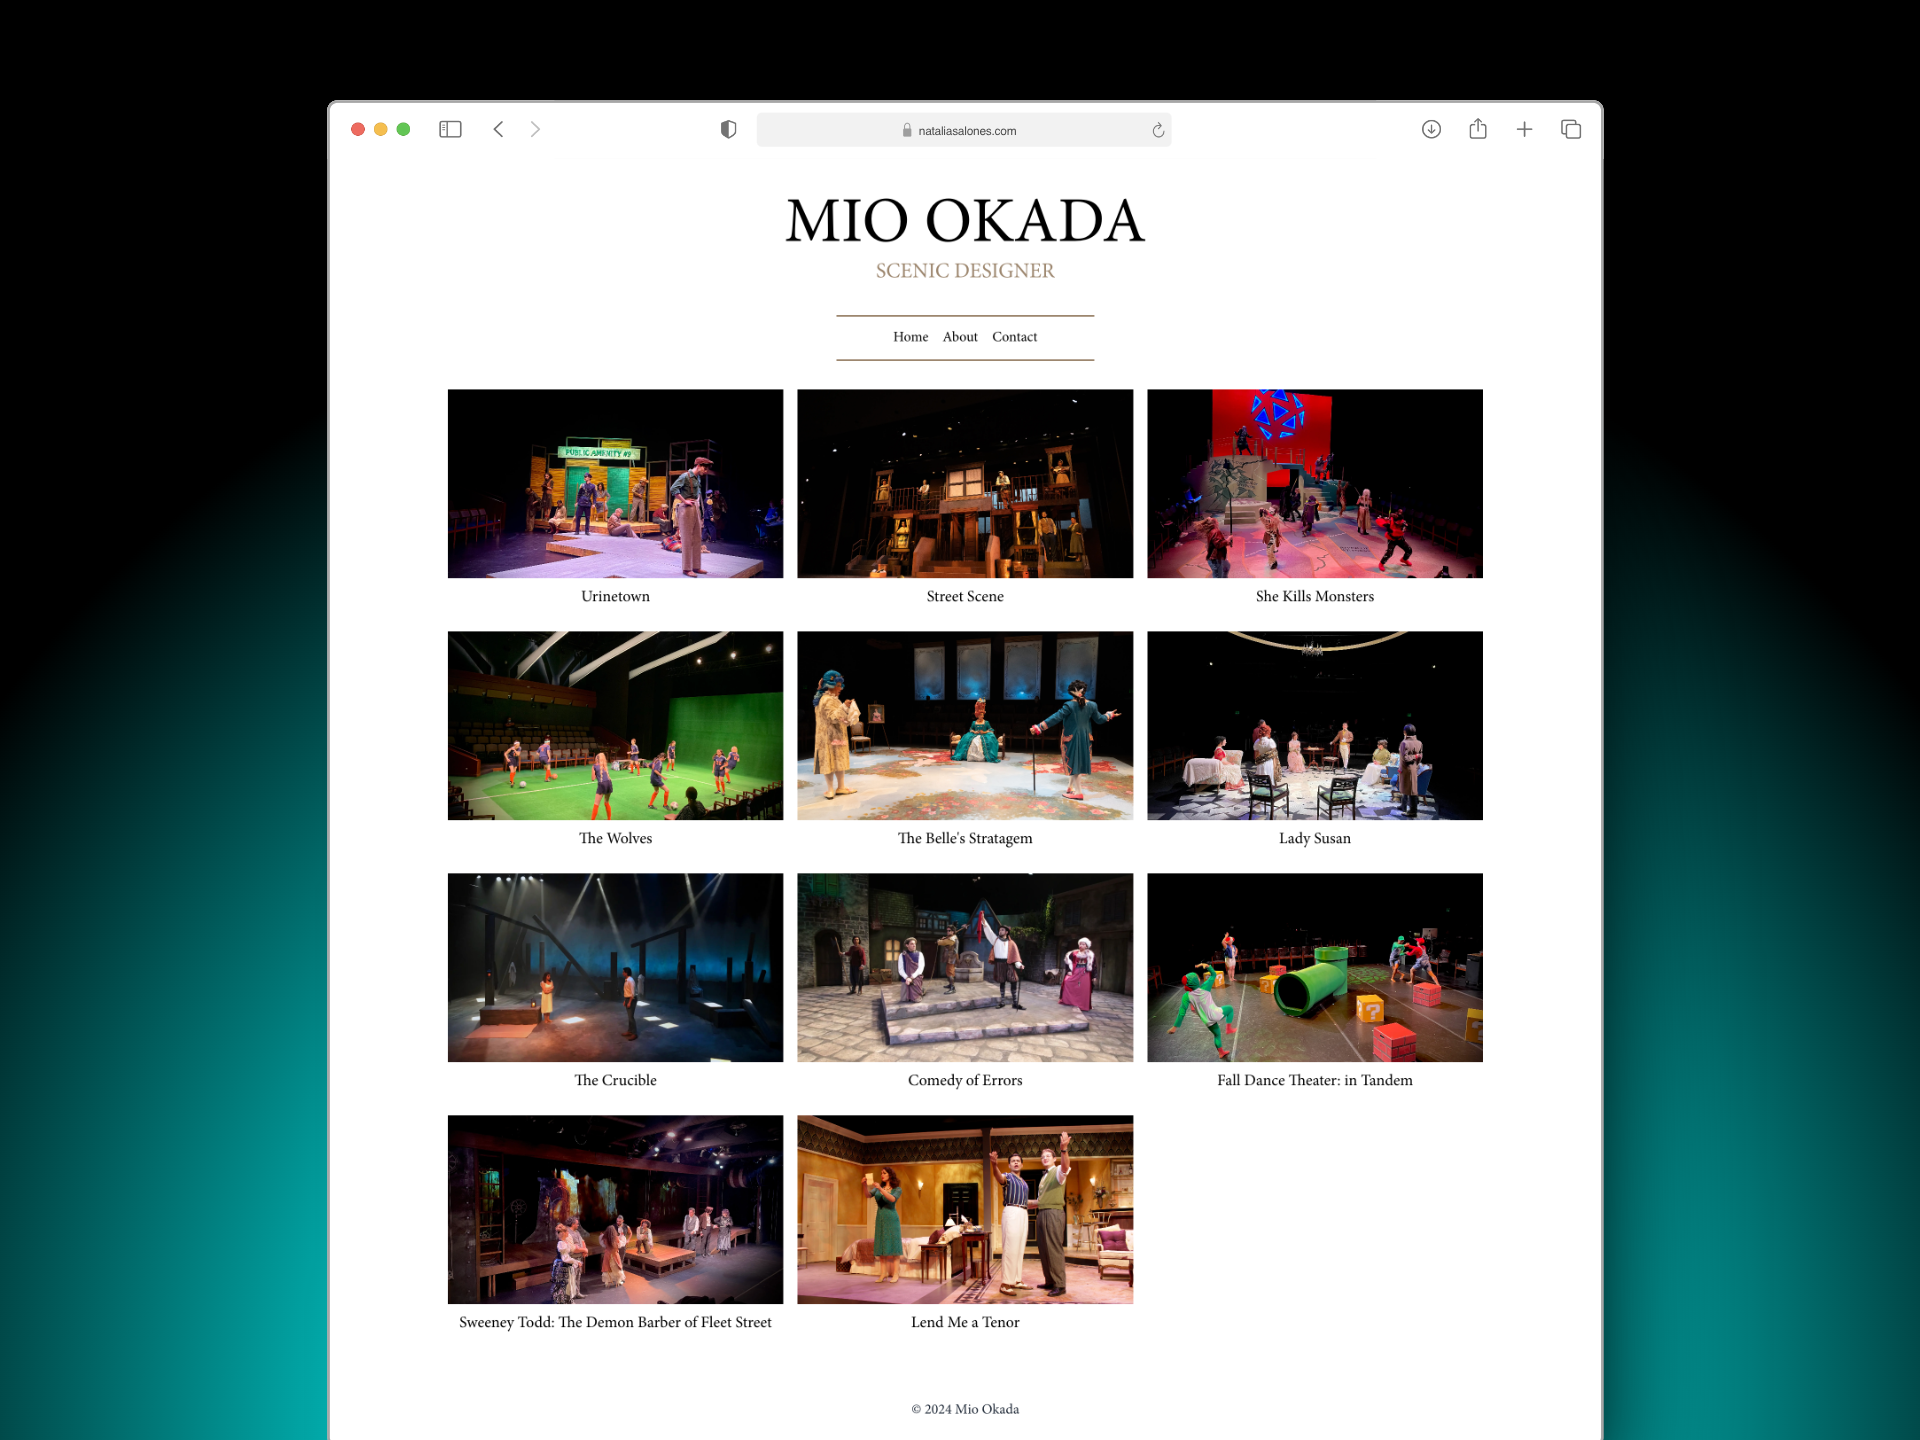 nataliasalones.com
MIO OKADA
SCENIC DESIGNER
Home About Contact
PUBLIC AMENITY #9
Urinetown
Street Scene
She Kills Monsters
The Wolves
The Belle's Stratagem
Lady Susan
The Crucible
Comedy of Errors
? ?
Fall Dance Theater: in Tandem
Sweeney Todd: The Demon Barber of Fleet Street
Lend Me a Tenor
© 2024 Mio Okada